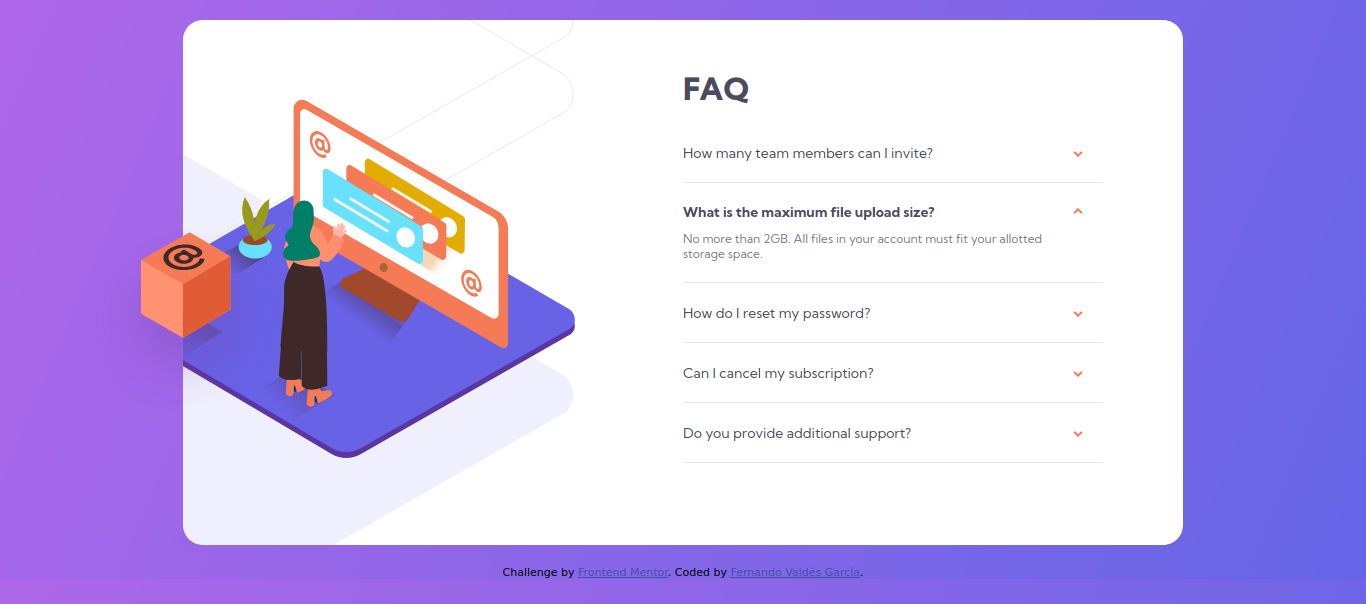 FAQ
How many team members can I invite?
What is the maximum file upload size?
No more than 2GB. All files in your account must fit your allotted
storage space.
How do I reset my password?
Can I cancel my subscription?
Do you provide additional support?
@
@
@
Challenge by Frontend Mentor. Coded by Fernando Valdés García.